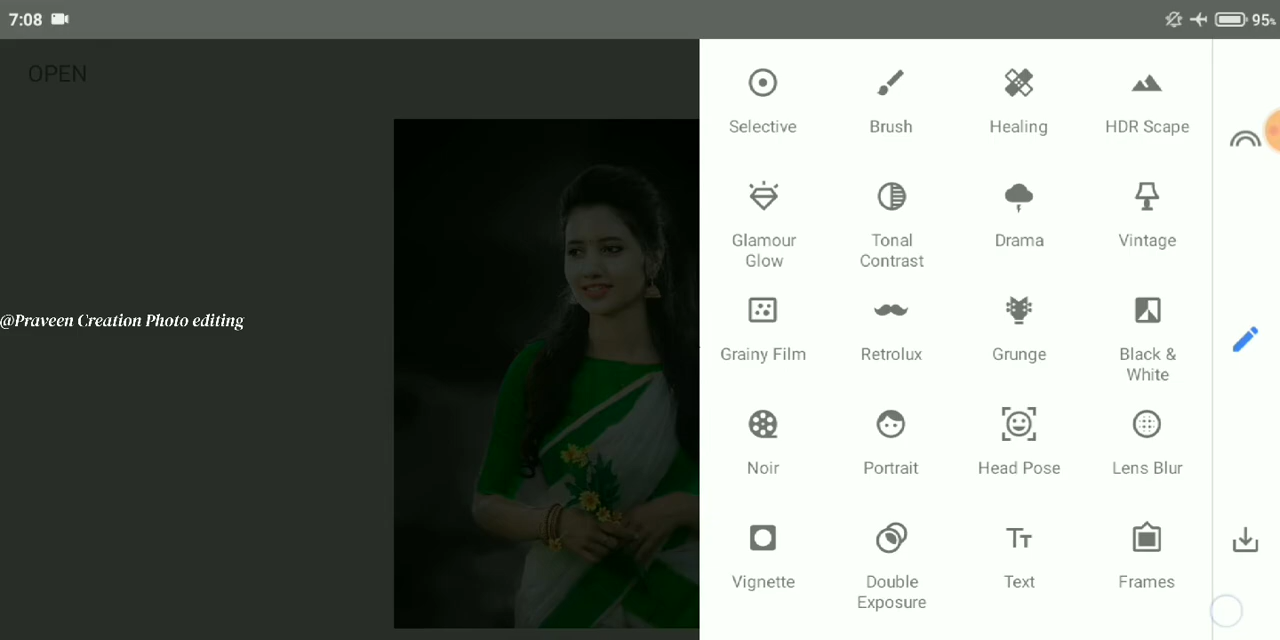 7:08
95%
OPEN
Selective
Brush
Healing
HDR Scape
Glamour
Glow
Tonal
Contrast
Drama
Vintage
@Praveen Creation Photo editing
Grainy Film
Retrolux
Grunge
Black &
White
Noir
Portrait
Head Pose
Lens Blur
Vignette
Double
Exposure
Text
Frames